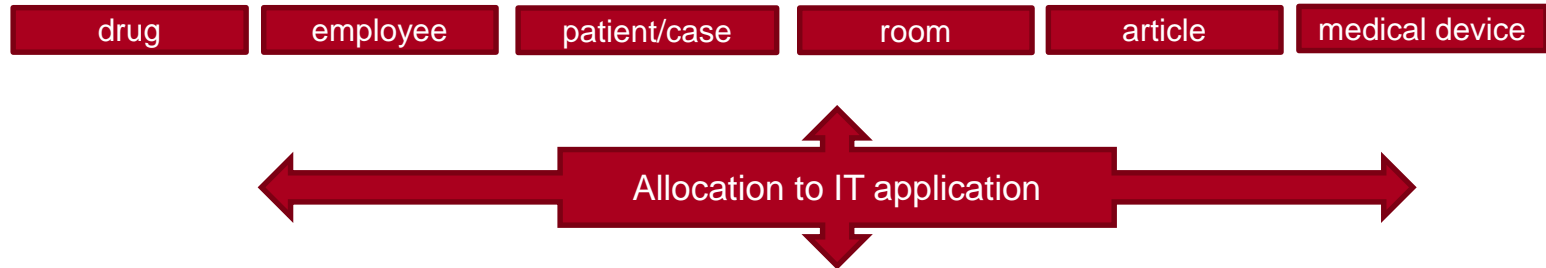 drug employee patient/case room article medical device
Allocation to IT application